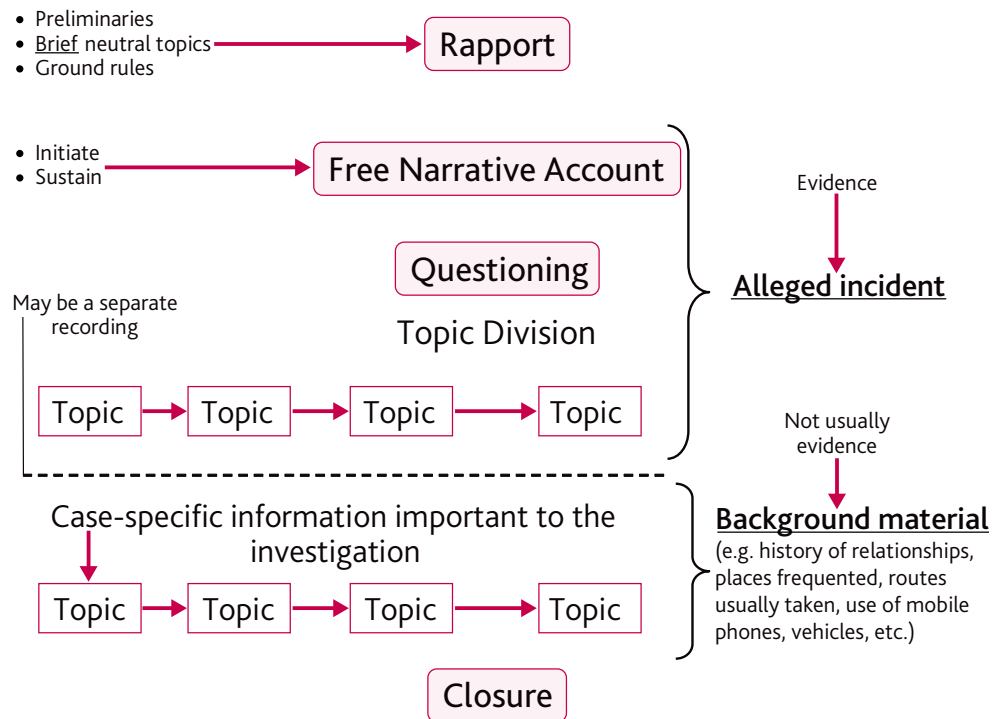 • Preliminaries
• Brief neutral topics
• Ground rules
Rapport
• Initiate
• Sustain
Free Narrative Account
Evidence
Alleged incident
Questioning
May be a separate
recording
Topic Division
Topic
Topic
Topic
Topic
Not usually
evidence
Case-specific information important to the
investigation
Background material
(e.g. history of relationships,
places frequented, routes
usually taken, use of mobile
phones, vehicles, etc.)
Topic
Topic
Topic
Topic
Closure